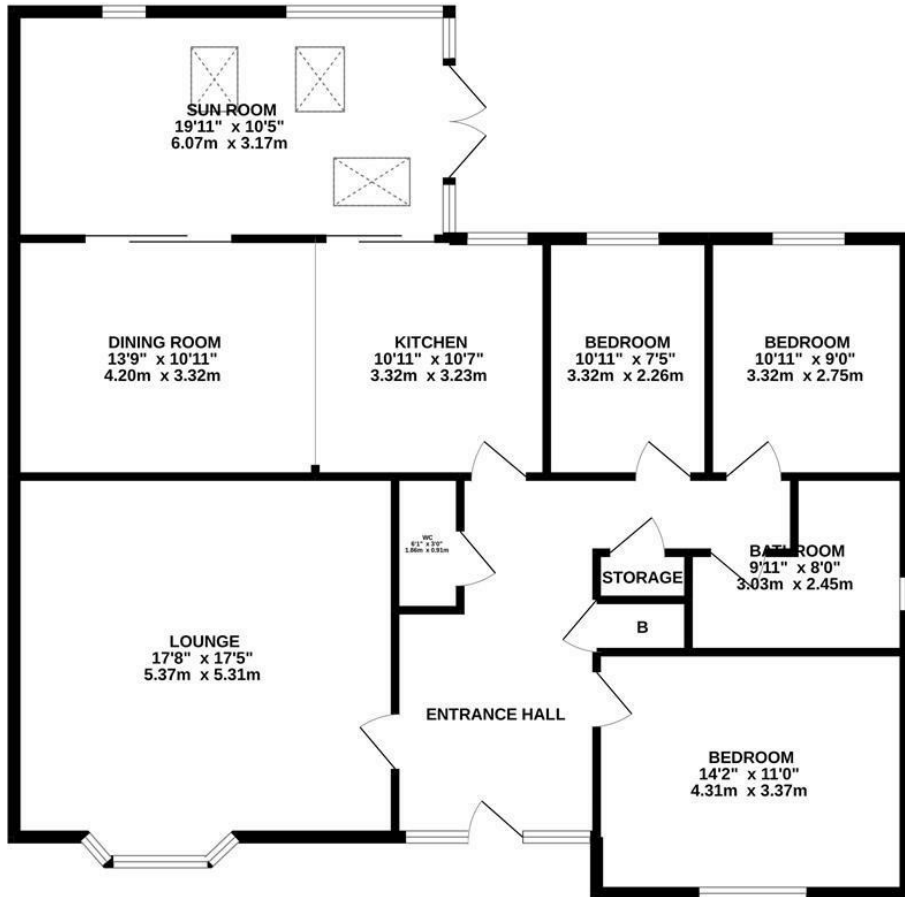 SUN ROOM
19'11" x 10'5"
6.07m x 3.17m
DINING ROOM
13'9" x 10'11"
4.20m x 3.32m
KITCHEN
10'11" x 10'7"
3.32m x 3.23m
BEDROOM
10'11" x 7'5"
3.32m x 2.26m
BEDROOM
10'11" x 9'0"
3.32m x 2.75m
WC
6'1" x 3'0"
1.86m x 0.91m
STORAGE
BATHROOM
9'11" x 8'0"
3.03m x 2.45m
B
LOUNGE
17'8" x 17'5"
5.37m x 5.31m
ENTRANCE HALL
BEDROOM
14'2" x 11'0"
4.31m x 3.37m